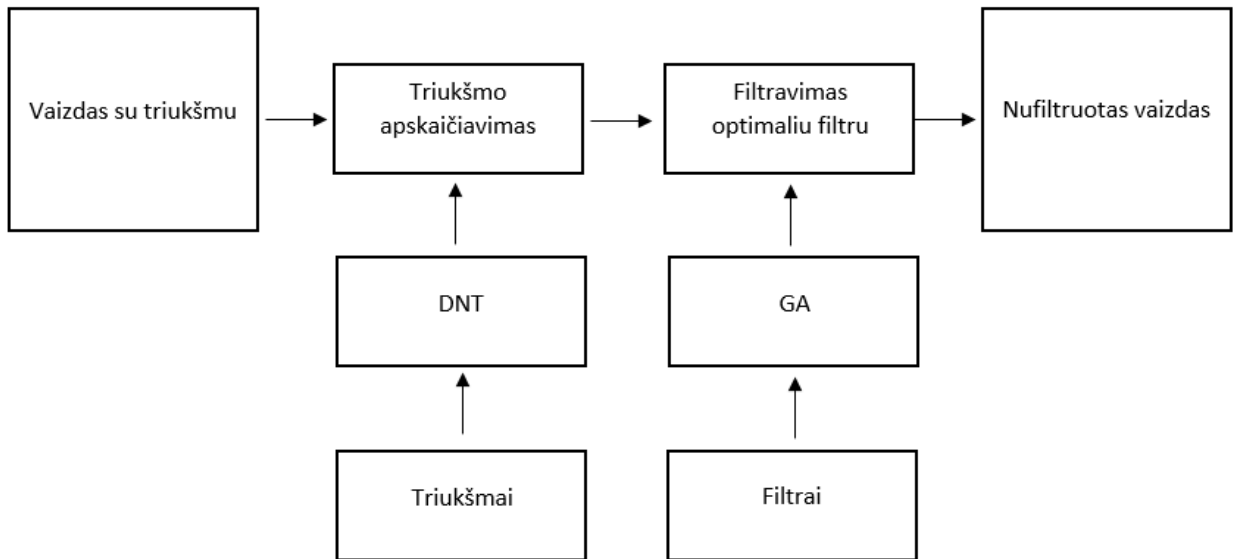 Vaizdas su triukšmu
Triukšmo
apskaičiavimas
Filtravimas
optimaliu filtru
Nufiltruotas vaizdas
DNT
GA
Triukšmai
Filtrai